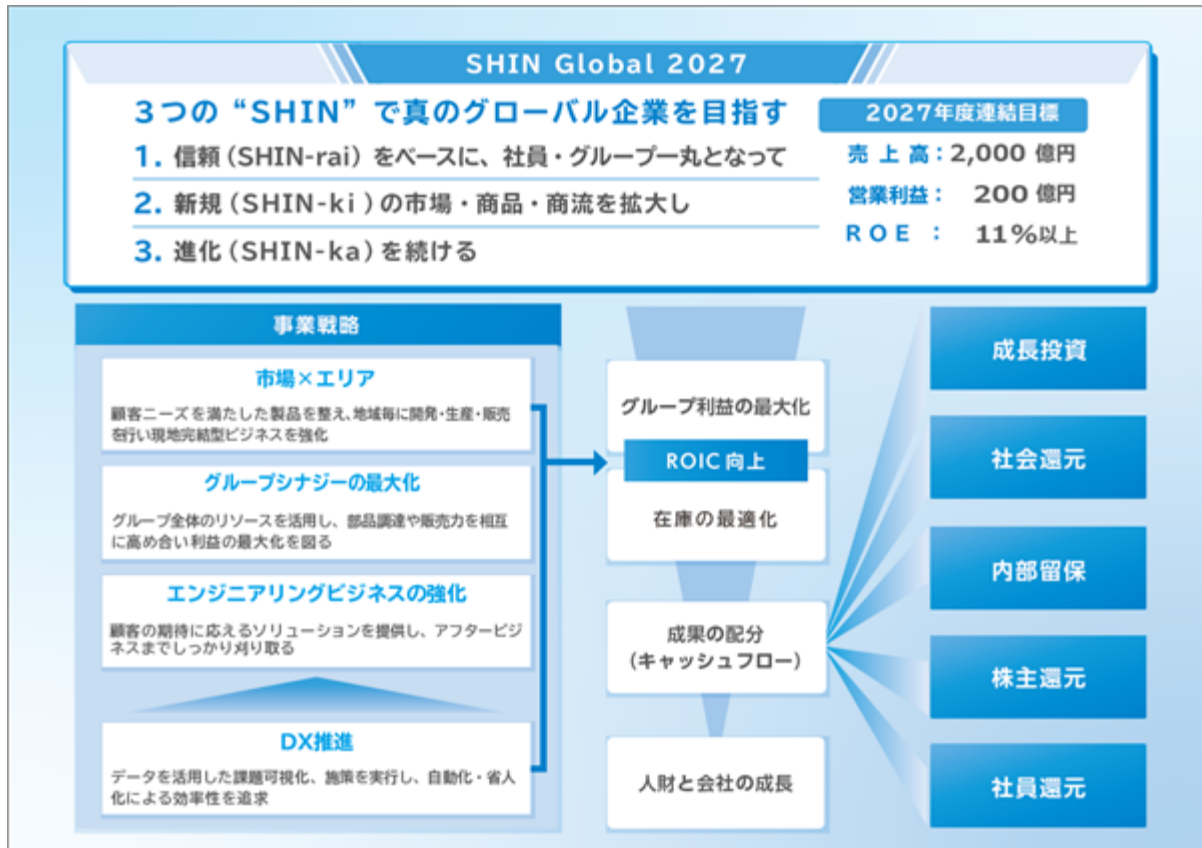 SHIN Global 2027
3つの“SHIN”で真のグローバル企業を目指す
1. 信頼（SHIN-rai）をベースに、社員・グループ一丸となって
2. 新規（SHIN-ki）の市場・商品・商流を拡大し
3. 進化（SHIN-ka）を続ける
2027年度連結目標
売上高：2,000 億円
営業利益： 200 億円
ROE ： 11%以上
事業戦略
市場×エリア
顧客ニーズを満たした製品を整え、地域毎に開発・生産・販売
を行い現地完結型ビジネスを強化
グループシナジーの最大化
グループ全体のリソースを活用し、部品調達や販売力を相互
に高め合い利益の最大化を図る
エンジニアリングビジネスの強化
顧客の期待に応えるソリューションを提供し、アフタービジ
ネスまでしっかり刈り取る
DX推進
データを活用した課題可視化、施策を実行し、自動化・省人
化による効率性を追求
グループ利益の最大化
ROIC 向上
在庫の最適化
成果の配分
（キャッシュフロー）
人財と会社の成長
成長投資
社会還元
内部留保
株主還元
社員還元